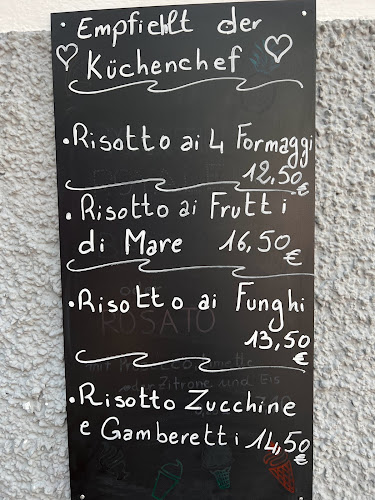 Empfiehlt der
Küchenchef
• Risotto ai 4 Formaggi
12,50 €
• Risotto ai Frutti
di Mare 16,50 €
• Risotto ai Funghi
ROSATO
13,50 €
• Risotto Zucchine
e Gamberetti 14,50 €